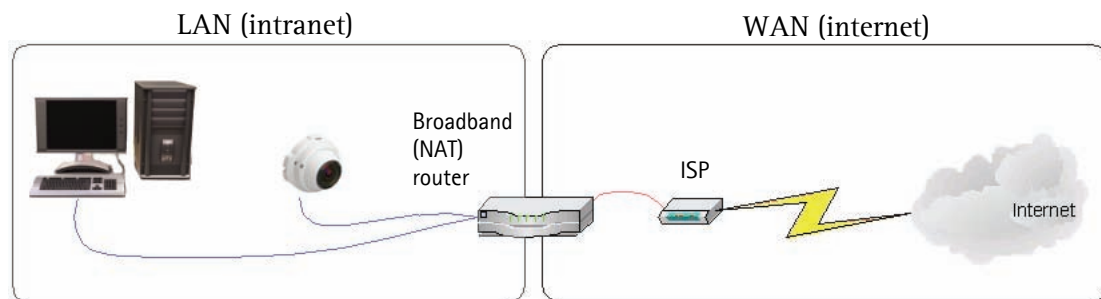 LAN (intranet)
WAN (internet)
Broadband
(NAT)
router
ISP
Internet